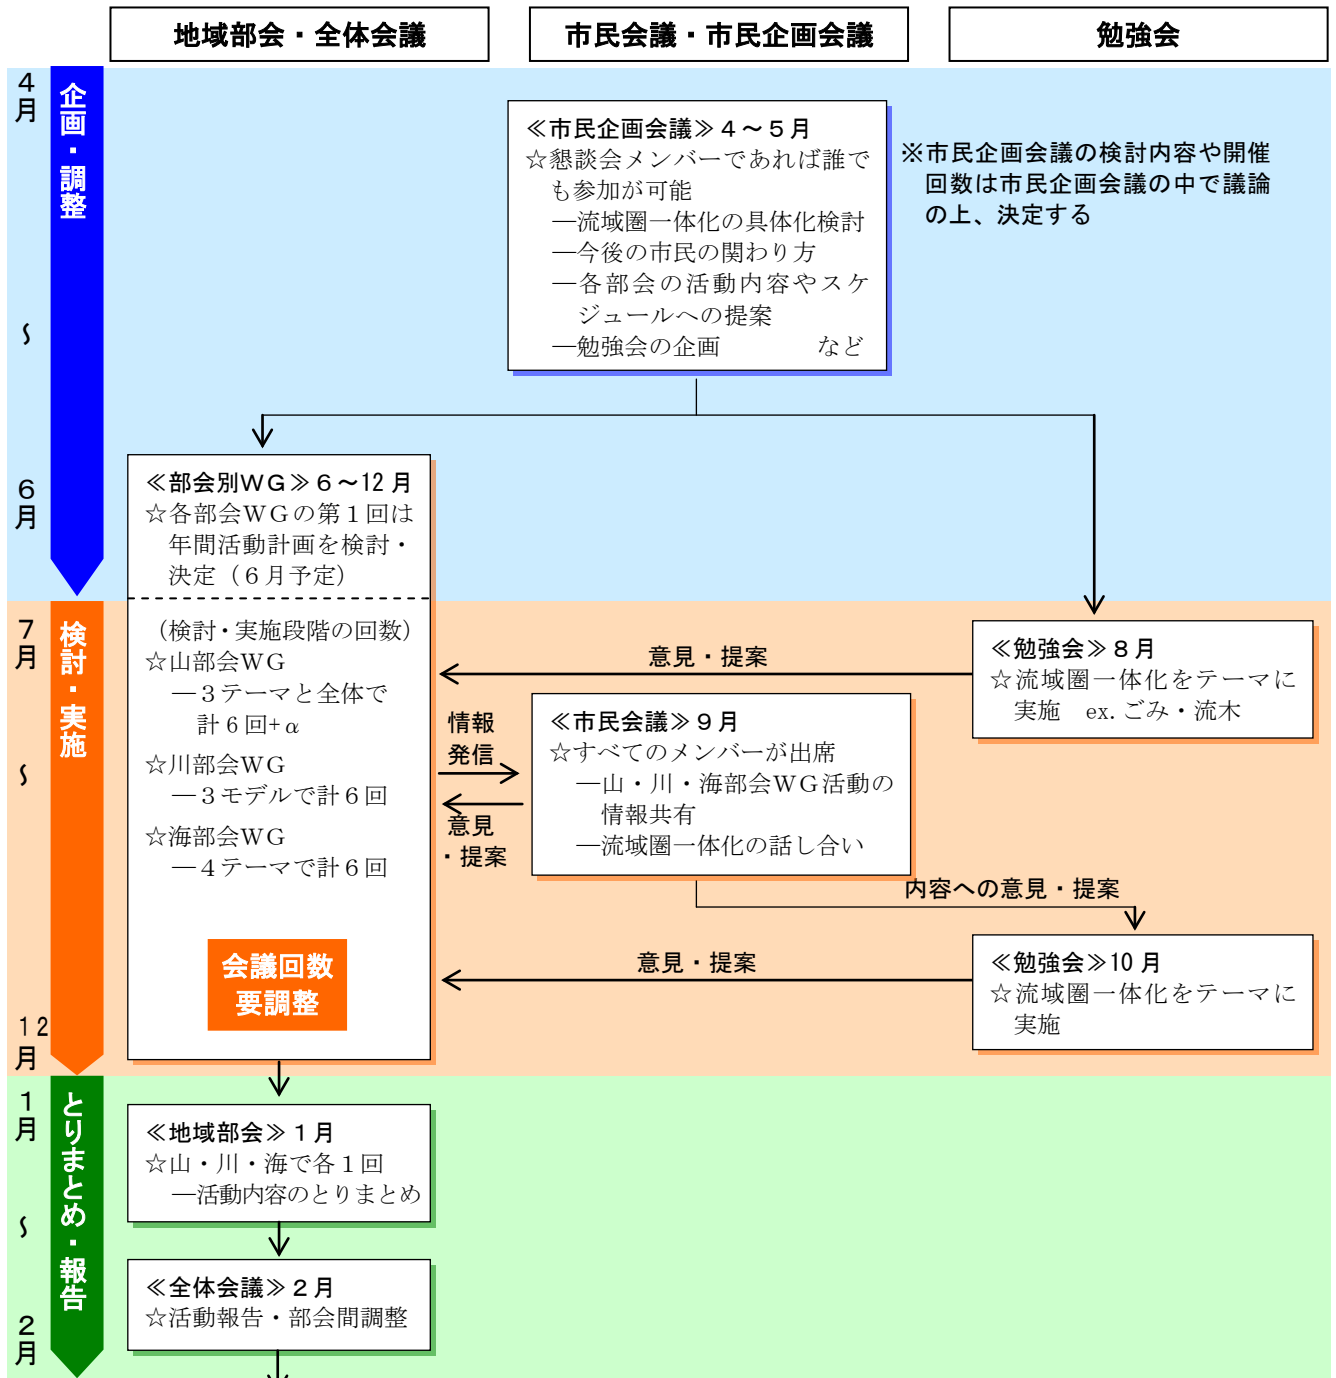 地域部会・全体会議
市民会議・市民企画会議
勉強会
4月
～
6月
企画・調整
≪市民企画会議≫４～５月
☆懇談会メンバーであれば誰で
も参加が可能
―流域圏一体化の具体化検討
―今後の市民の関わり方
―各部会の活動内容やスケ
ジュールへの提案
―勉強会の企画　　　　など
※市民企画会議の検討内容や開催
回数は市民企画会議の中で議論
の上、決定する
≪部会別ＷＧ≫６～12月
☆各部会ＷＧの第１回は
年間活動計画を検討・
決定（６月予定）
7月
～
12月
検討・実施
（検討・実施段階の回数）
☆山部会ＷＧ
―３テーマと全体で
計６回+α
☆川部会ＷＧ
―３モデルで計６回
☆海部会ＷＧ
―４テーマで計６回
会議回数
要調整
意見・提案
≪勉強会≫８月
☆流域圏一体化をテーマに
実施　ex.ごみ・流木
情報
発信
意見
・提案
≪市民会議≫９月
☆すべてのメンバーが出席
―山・川・海部会ＷＧ活動の
情報共有
―流域圏一体化の話し合い
内容への意見・提案
意見・提案
≪勉強会≫10月
☆流域圏一体化をテーマに
実施
1月
～
2月
とりまとめ・報告
≪地域部会≫１月
☆山・川・海で各１回
―活動内容のとりまとめ
≪全体会議≫２月
☆活動報告・部会間調整